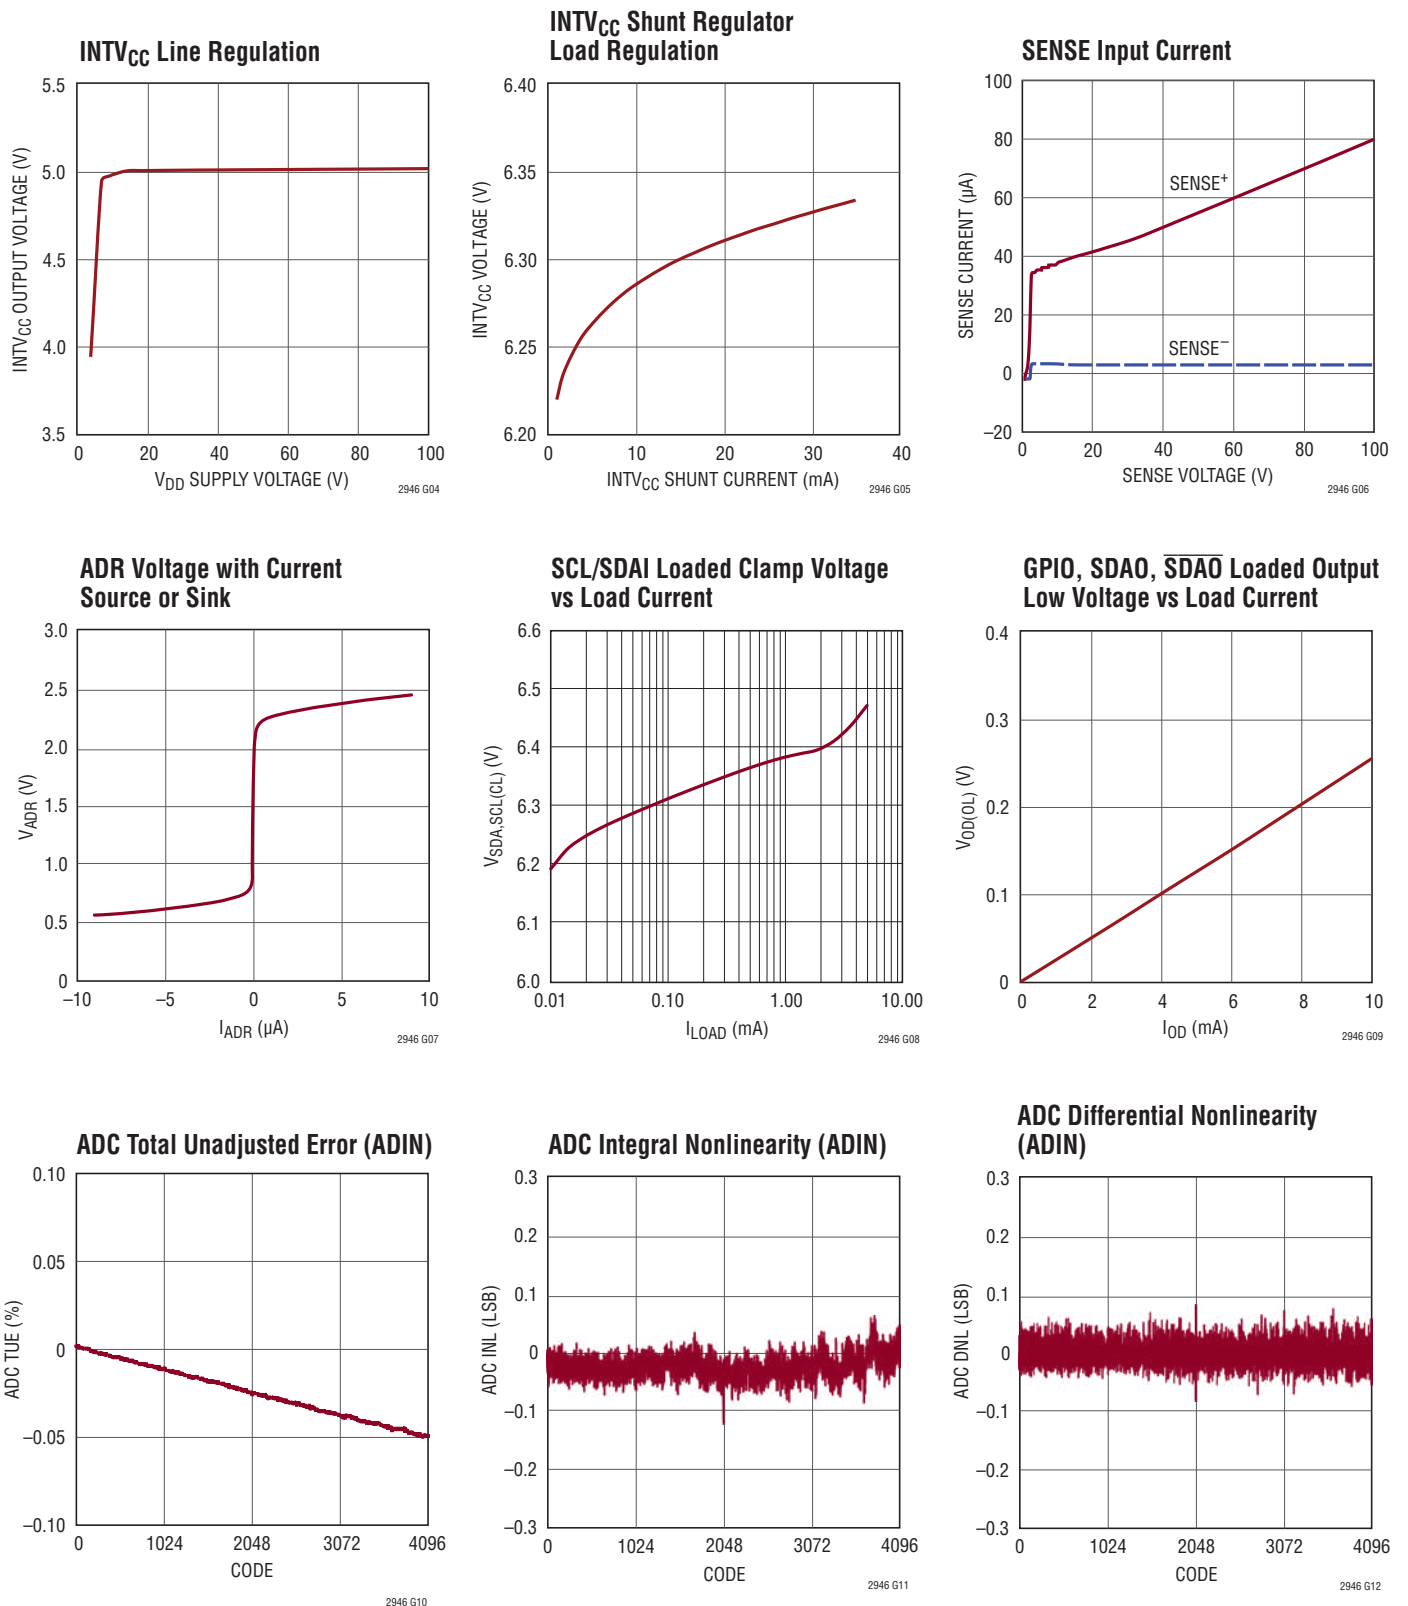 INTVCC Line Regulation
5.5
5.0
4.5
4.0
3.5
INTVCC OUTPUT VOLTAGE (V)
0 20 40 60 80 100
VDD SUPPLY VOLTAGE (V)
2946 G04
INTVCC Shunt Regulator
Load Regulation
6.40
6.35
6.30
6.25
6.20
INTVCC VOLTAGE (V)
0 10 20 30 40
INTVCC SHUNT CURRENT (mA)
2946 G05
SENSE Input Current
100
80
60
40
20
0
–20
SENSE CURRENT (µA)
SENSE+
SENSE–
0 20 40 60 80 100
SENSE VOLTAGE (V)
2946 G06
ADR Voltage with Current
Source or Sink
3.0
2.5
2.0
1.5
1.0
0.5
0
VADR (V)
–10 –5 0 5 10
IADR (µA)
2946 G07
SCL/SDAI Loaded Clamp Voltage
vs Load Current
6.6
6.5
6.4
6.3
6.2
6.1
6.0
VSDA,SCL(CL) (V)
0.01 0.10 1.00 10.00
ILOAD (mA)
2946 G08
GPIO, SDAO, SDAO Loaded Output
Low Voltage vs Load Current
0.4
0.3
0.2
0.1
0
VOD(OL) (V)
0 2 4 6 8 10
IOD (mA)
2946 G09
ADC Total Unadjusted Error (ADIN)
0.10
0.05
0
–0.05
–0.10
ADC TUE (%)
0 1024 2048 3072 4096
CODE
2946 G10
ADC Integral Nonlinearity (ADIN)
0.3
0.2
0.1
0
–0.1
–0.2
–0.3
ADC INL (LSB)
0 1024 2048 3072 4096
CODE
2946 G11
ADC Differential Nonlinearity
(ADIN)
0.3
0.2
0.1
0
–0.1
–0.2
–0.3
ADC DNL (LSB)
0 1024 2048 3072 4096
CODE
2946 G12